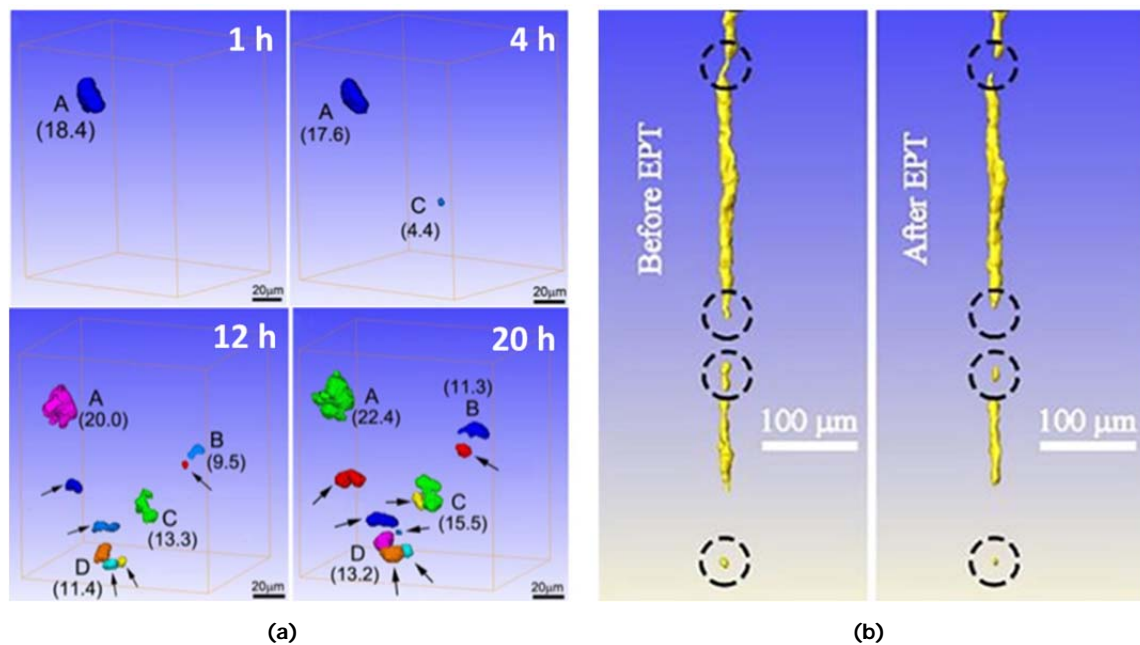 1 h
A
(18.4)
20μm
4 h
A
(17.6)
C
(4.4)
20μm
12 h
A
(20.0)
B
(9.5)
C
(13.3)
D
(11.4)
20μm
20 h
A
(22.4)
(11.3)
B
C
(15.5)
D
(13.2)
20μm
(a)
Before EPT
100 μm
After EPT
100 μm
(b)